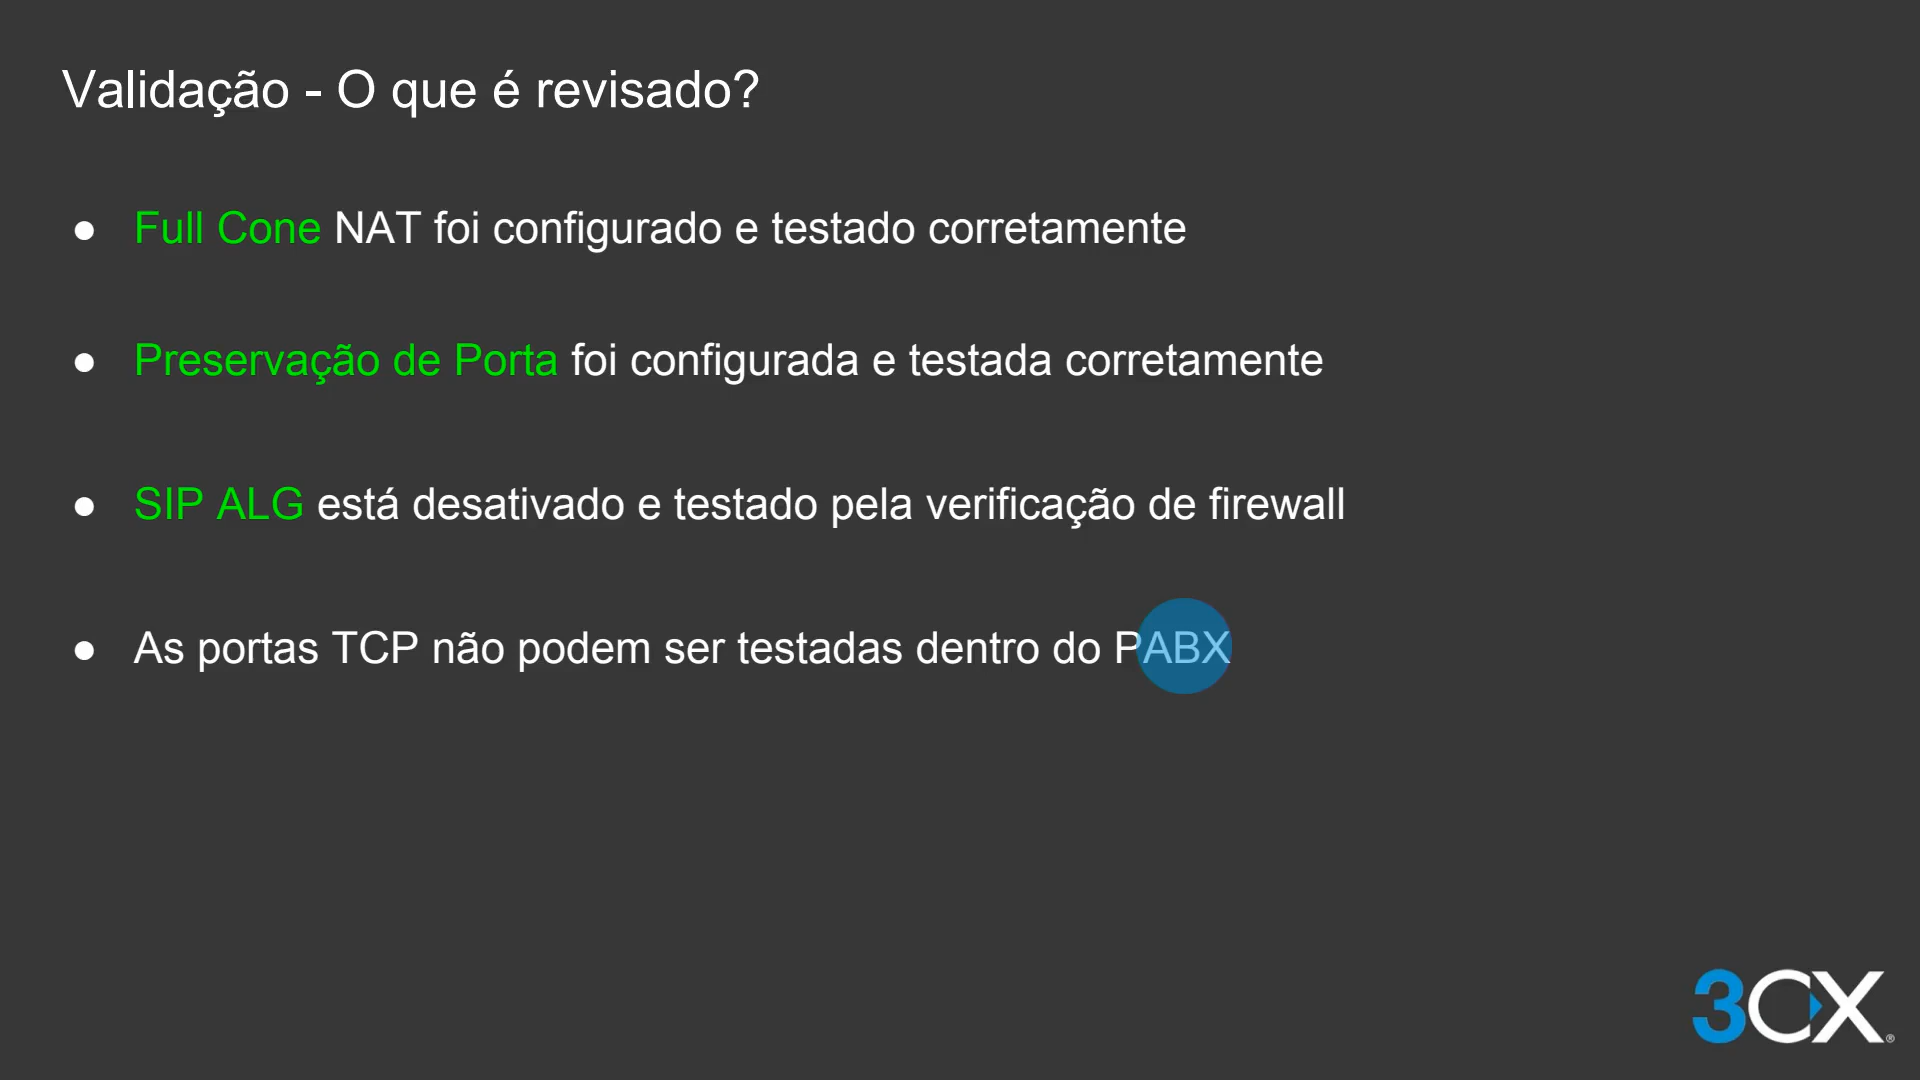 Validação - O que é revisado?
● Full Cone NAT foi configurado e testado corretamente
● Preservação de Porta foi configurada e testada corretamente
● SIP ALG está desativado e testado pela verificação de firewall
● As portas TCP não podem ser testadas dentro do PABX
3CX®